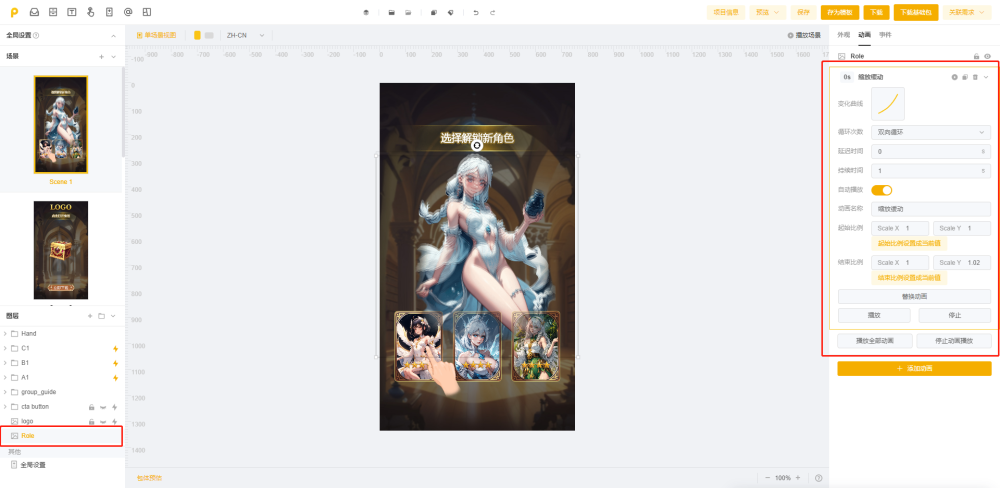 项目信息
预览
保存
存为模板
下载
下载基础包
关联需求
全局设置
单场景视图
ZH-CN
播放场景
外观
动画
事件
场景
Role
-900 -800 -700 -600 -500 -400 -300 -200 -100 0 100 200 300 400 500 600 700 800 900 1000 1100 1200 1300 1400 1500 1600
-100
0
100
200
300
400
500
600
700
800
900
1000
1100
1200
1300
1400
Scene 1
LOGO
选择解锁新角色
0s 缩放缓动
变化曲线
循环次数 双向循环
延迟时间 0 s
持续时间 1 s
自动播放
动画名称 缩放缓动
起始比例 Scale X 1 Scale Y 1
起始比例设置成当前值
结束比例 Scale X 1 Scale Y 1.02
结束比例设置成当前值
替换动画
播放 停止
播放全部动画 停止动画播放
+ 添加动画
图层
Hand
C1
B1
A1
group_guide
cta button
logo
Role
其他
全局设置
包体预估
− 100% +